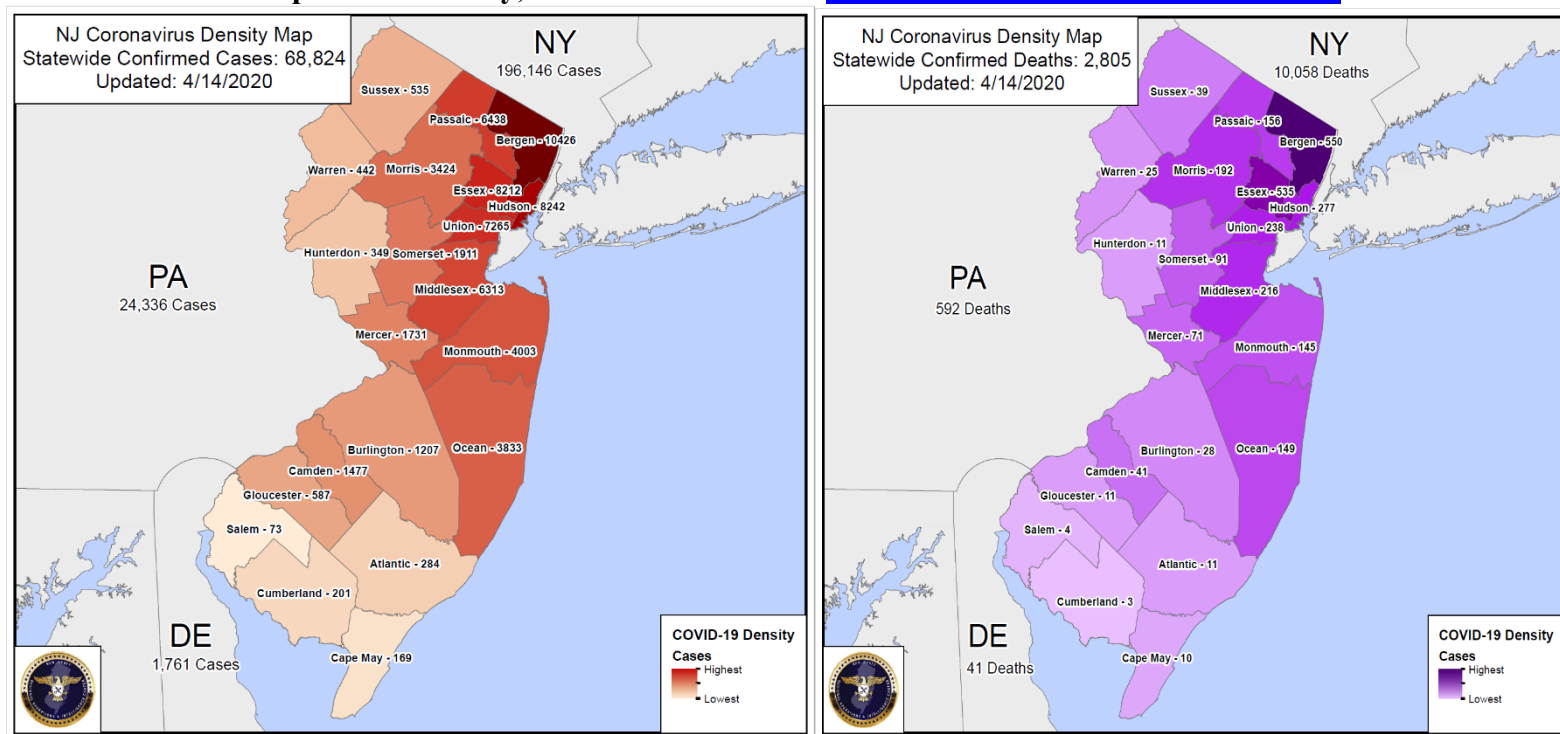 NJ Coronavirus Density Map
Statewide Confirmed Cases: 68,824
Updated: 4/14/2020
NY
196,146 Cases
Sussex - 535
Passaic - 6438
Bergen - 10426
Warren - 442
Morris - 3424
Essex - 8212
Hudson - 8242
Union - 7265
Hunterdon - 349
Somerset - 1911
PA
24,336 Cases
Middlesex - 6313
Mercer - 1731
Monmouth - 4003
Burlington - 1207
Ocean - 3833
Camden - 1477
Gloucester - 587
Salem - 73
Atlantic - 284
Cumberland - 201
DE
1,761 Cases
Cape May - 169
COVID-19 Density
Cases
Highest
Lowest
NJ Coronavirus Density Map
Statewide Confirmed Deaths: 2,805
Updated: 4/14/2020
NY
10,058 Deaths
Sussex - 39
Passaic - 156
Bergen - 550
Warren - 25
Morris - 192
Essex - 535
Hudson - 277
Union - 238
Hunterdon - 11
Somerset - 91
PA
592 Deaths
Middlesex - 216
Mercer - 71
Monmouth - 145
Burlington - 28
Ocean - 149
Camden - 41
Gloucester - 11
Salem - 4
Atlantic - 11
Cumberland - 3
DE
41 Deaths
Cape May - 10
COVID-19 Density
Cases
Highest
Lowest